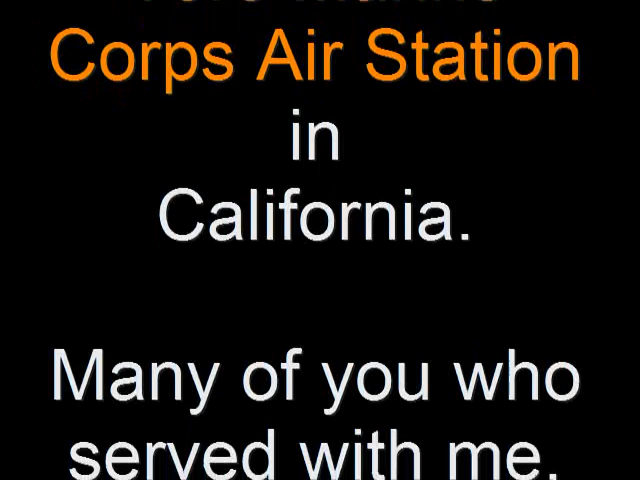 Corps Air Station
in
California.
Many of you who
served with me,